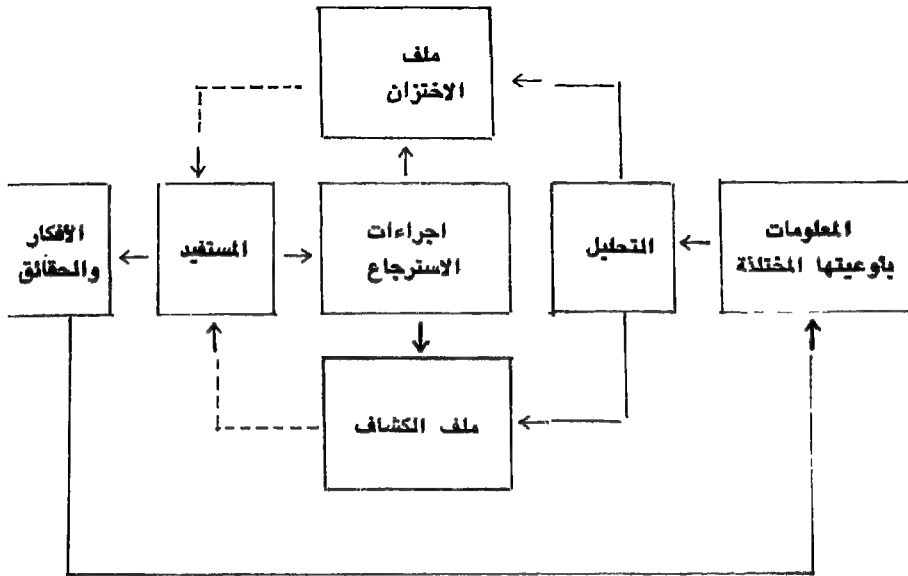 ملف
الاختزان
المعلومات
بأوعيتها المختلفة
التحليل
اجراءات
الاسترجاع
المستفيد
الأفكار
والحقائق
ملف الكشاف